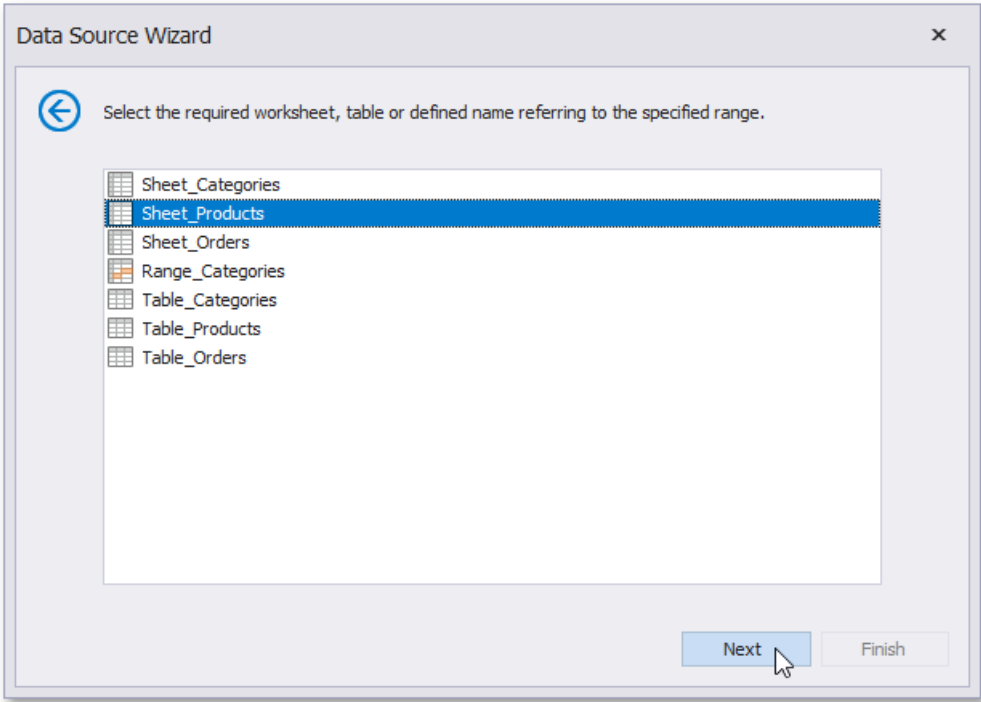 Data Source Wizard
Select the required worksheet, table or defined name referring to the specified range.
Sheet_Categories
Sheet_Products
Sheet_Orders
Range_Categories
Table_Categories
Table_Products
Table_Orders
Next
Finish